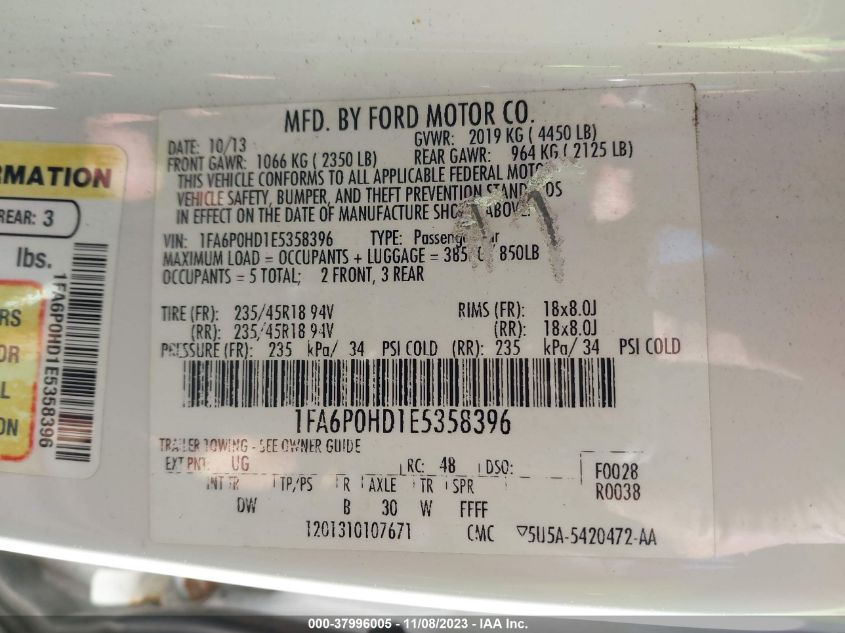 MFD. BY FORD MOTOR CO.
DATE: 10/13
GVWR: 2019 KG ( 4450 LB)
FRONT GAWR: 1066 KG ( 2350 LB)
REAR GAWR: 964 KG ( 2125 LB)
THIS VEHICLE CONFORMS TO ALL APPLICABLE FEDERAL
VEHICLE SAFETY, BUMPER, AND THEFT PREVENTION
IN EFFECT ON THE DATE OF MANUFACTURE ABOVE
VIN: 1FA6P0HD1E5358396 TYPE:
MAXIMUM LOAD = OCCUPANTS + LUGGAGE = 385 850LB
OCCUPANTS = 5 TOTAL; 2 FRONT, 3 REAR
TIRE (FR): 235/45R18 94V RIMS (FR): 18x8.0J
(RR): 235/45R18 94V (RR): 18x8.0J
PRESSURE (FR): 235 kPa/ 34 PSI COLD (RR): 235 kPa/ 34 PSI COLD
1FA6P0HD1E5358396
TRAILER TOWING - SEE OWNER GUIDE
EXT PNT: UG RC: 48 DSO:
F0028
R0038
INT TR TP/PS R AXLE TR SPR
DW B 30 W FFFF
1201310107671 CMC ▽5U5A-5420472-AA
RMATION
REAR: 3
lbs.
1FA6P0HD1E5358396
RS
OR
L
ON
000-37996005 - 11/08/2023 - IAA Inc.